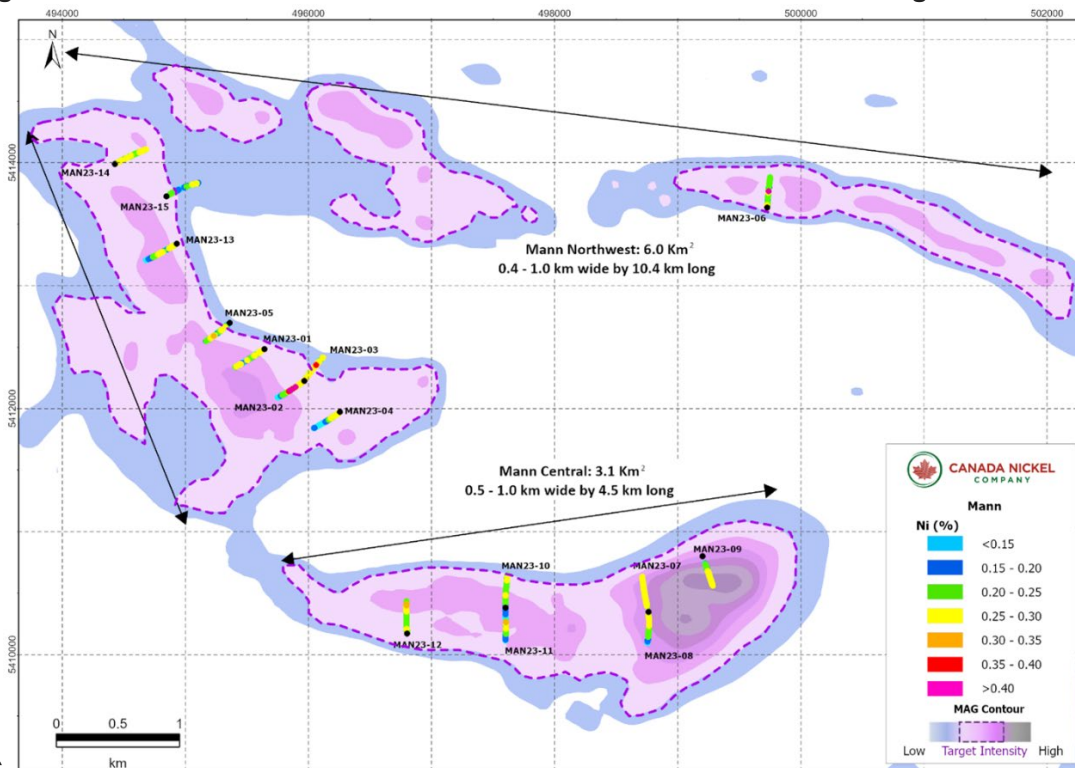 494000
496000
498000
500000
502000
N
5414000
5412000
5410000
MAN23-14
MAN23-15
MAN23-13
MAN23-06
Mann Northwest: 6.0 Km²
0.4 - 1.0 km wide by 10.4 km long
MAN23-05
MAN23-01
MAN23-03
MAN23-02
MAN23-04
Mann Central: 3.1 Km²
0.5 - 1.0 km wide by 4.5 km long
MAN23-09
MAN23-10
MAN23-07
MAN23-12
MAN23-11
MAN23-08
0 0.5 1
km
CANADA NICKEL
COMPANY
Mann
Ni (%)
<0.15
0.15 - 0.20
0.20 - 0.25
0.25 - 0.30
0.30 - 0.35
0.35 - 0.40
>0.40
MAG Contour
Low Target Intensity High